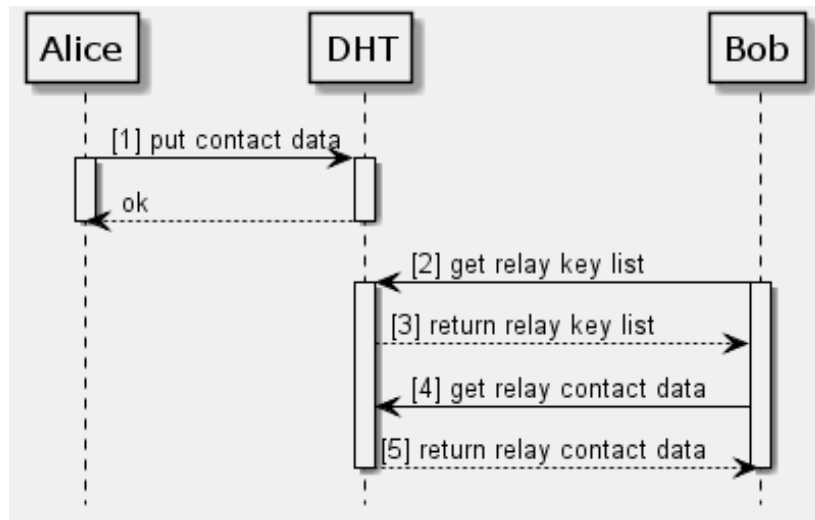 Alice DHT Bob
[1] put contact data
ok
[2] get relay key list
[3] return relay key list
[4] get relay contact data
[5] return relay contact data